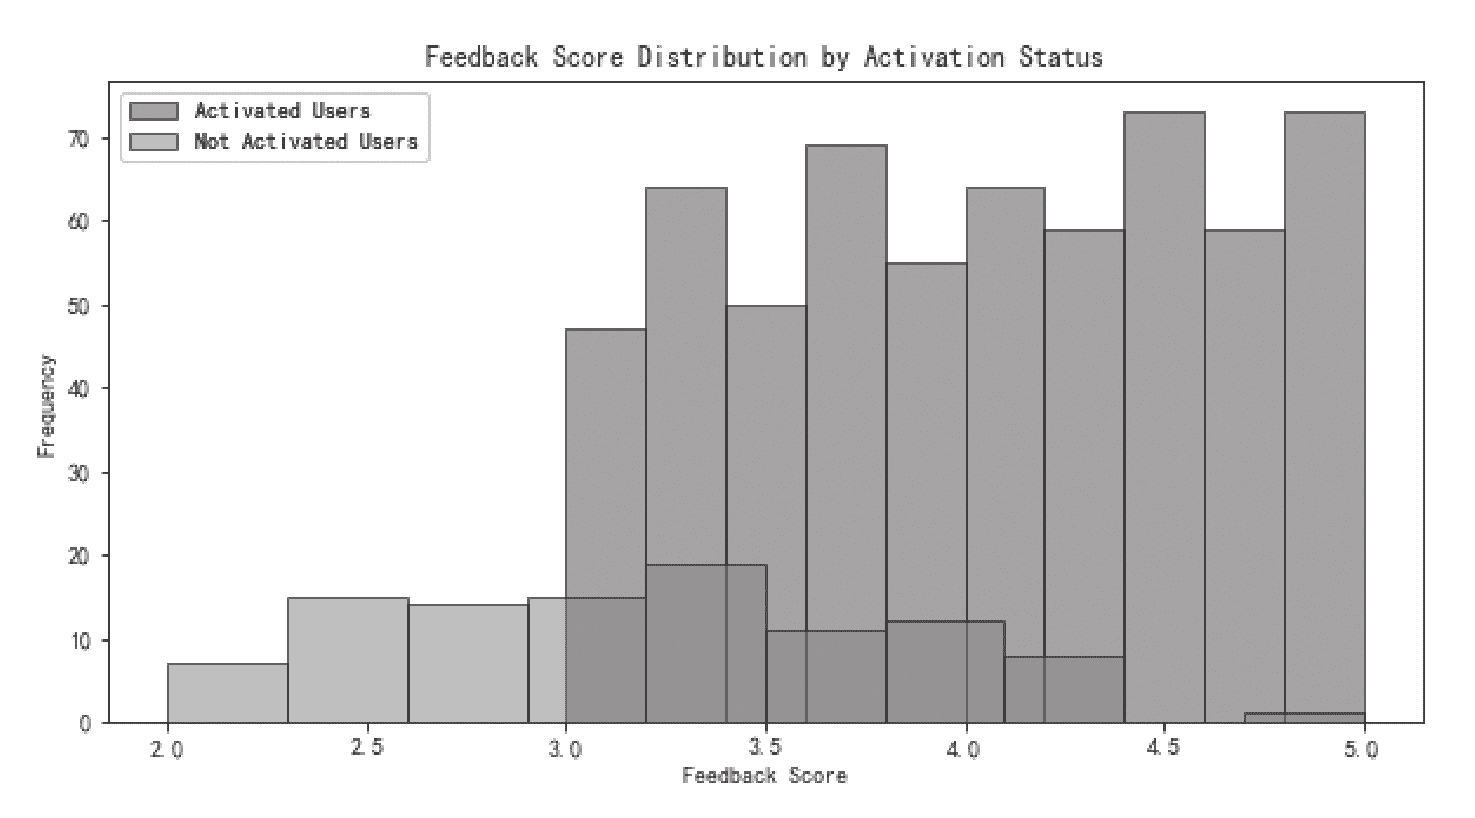 Feedback Score Distribution by Activation Status
Activated Users
Not Activated Users
70
60
50
40
30
20
10
0
Frequency
2.0 2.5 3.0 3.5 4.0 4.5 5.0
Feedback Score